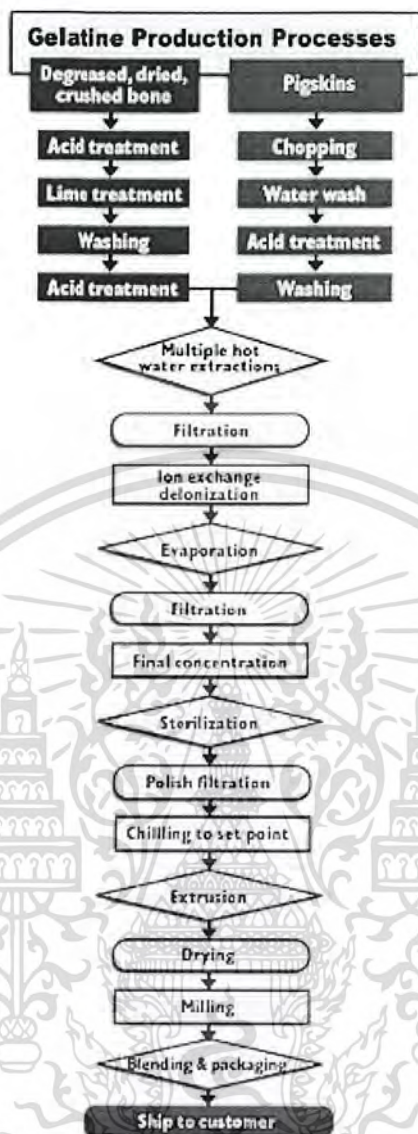 Gelatine Production Processes
Degreased, dried,
crushed bone
Acid treatment
Lime treatment
Washing
Acid treatment
Pigskins
Chopping
Water wash
Acid treatment
Washing
Multiple hot
water extractions
Filtration
Ion exchange
delonization
Evaporation
Filtration
Final concentration
Sterilization
Polish filtration
Chillling to set point
Extrusion
Drying
Milling
Blending & packaging
Ship to customer